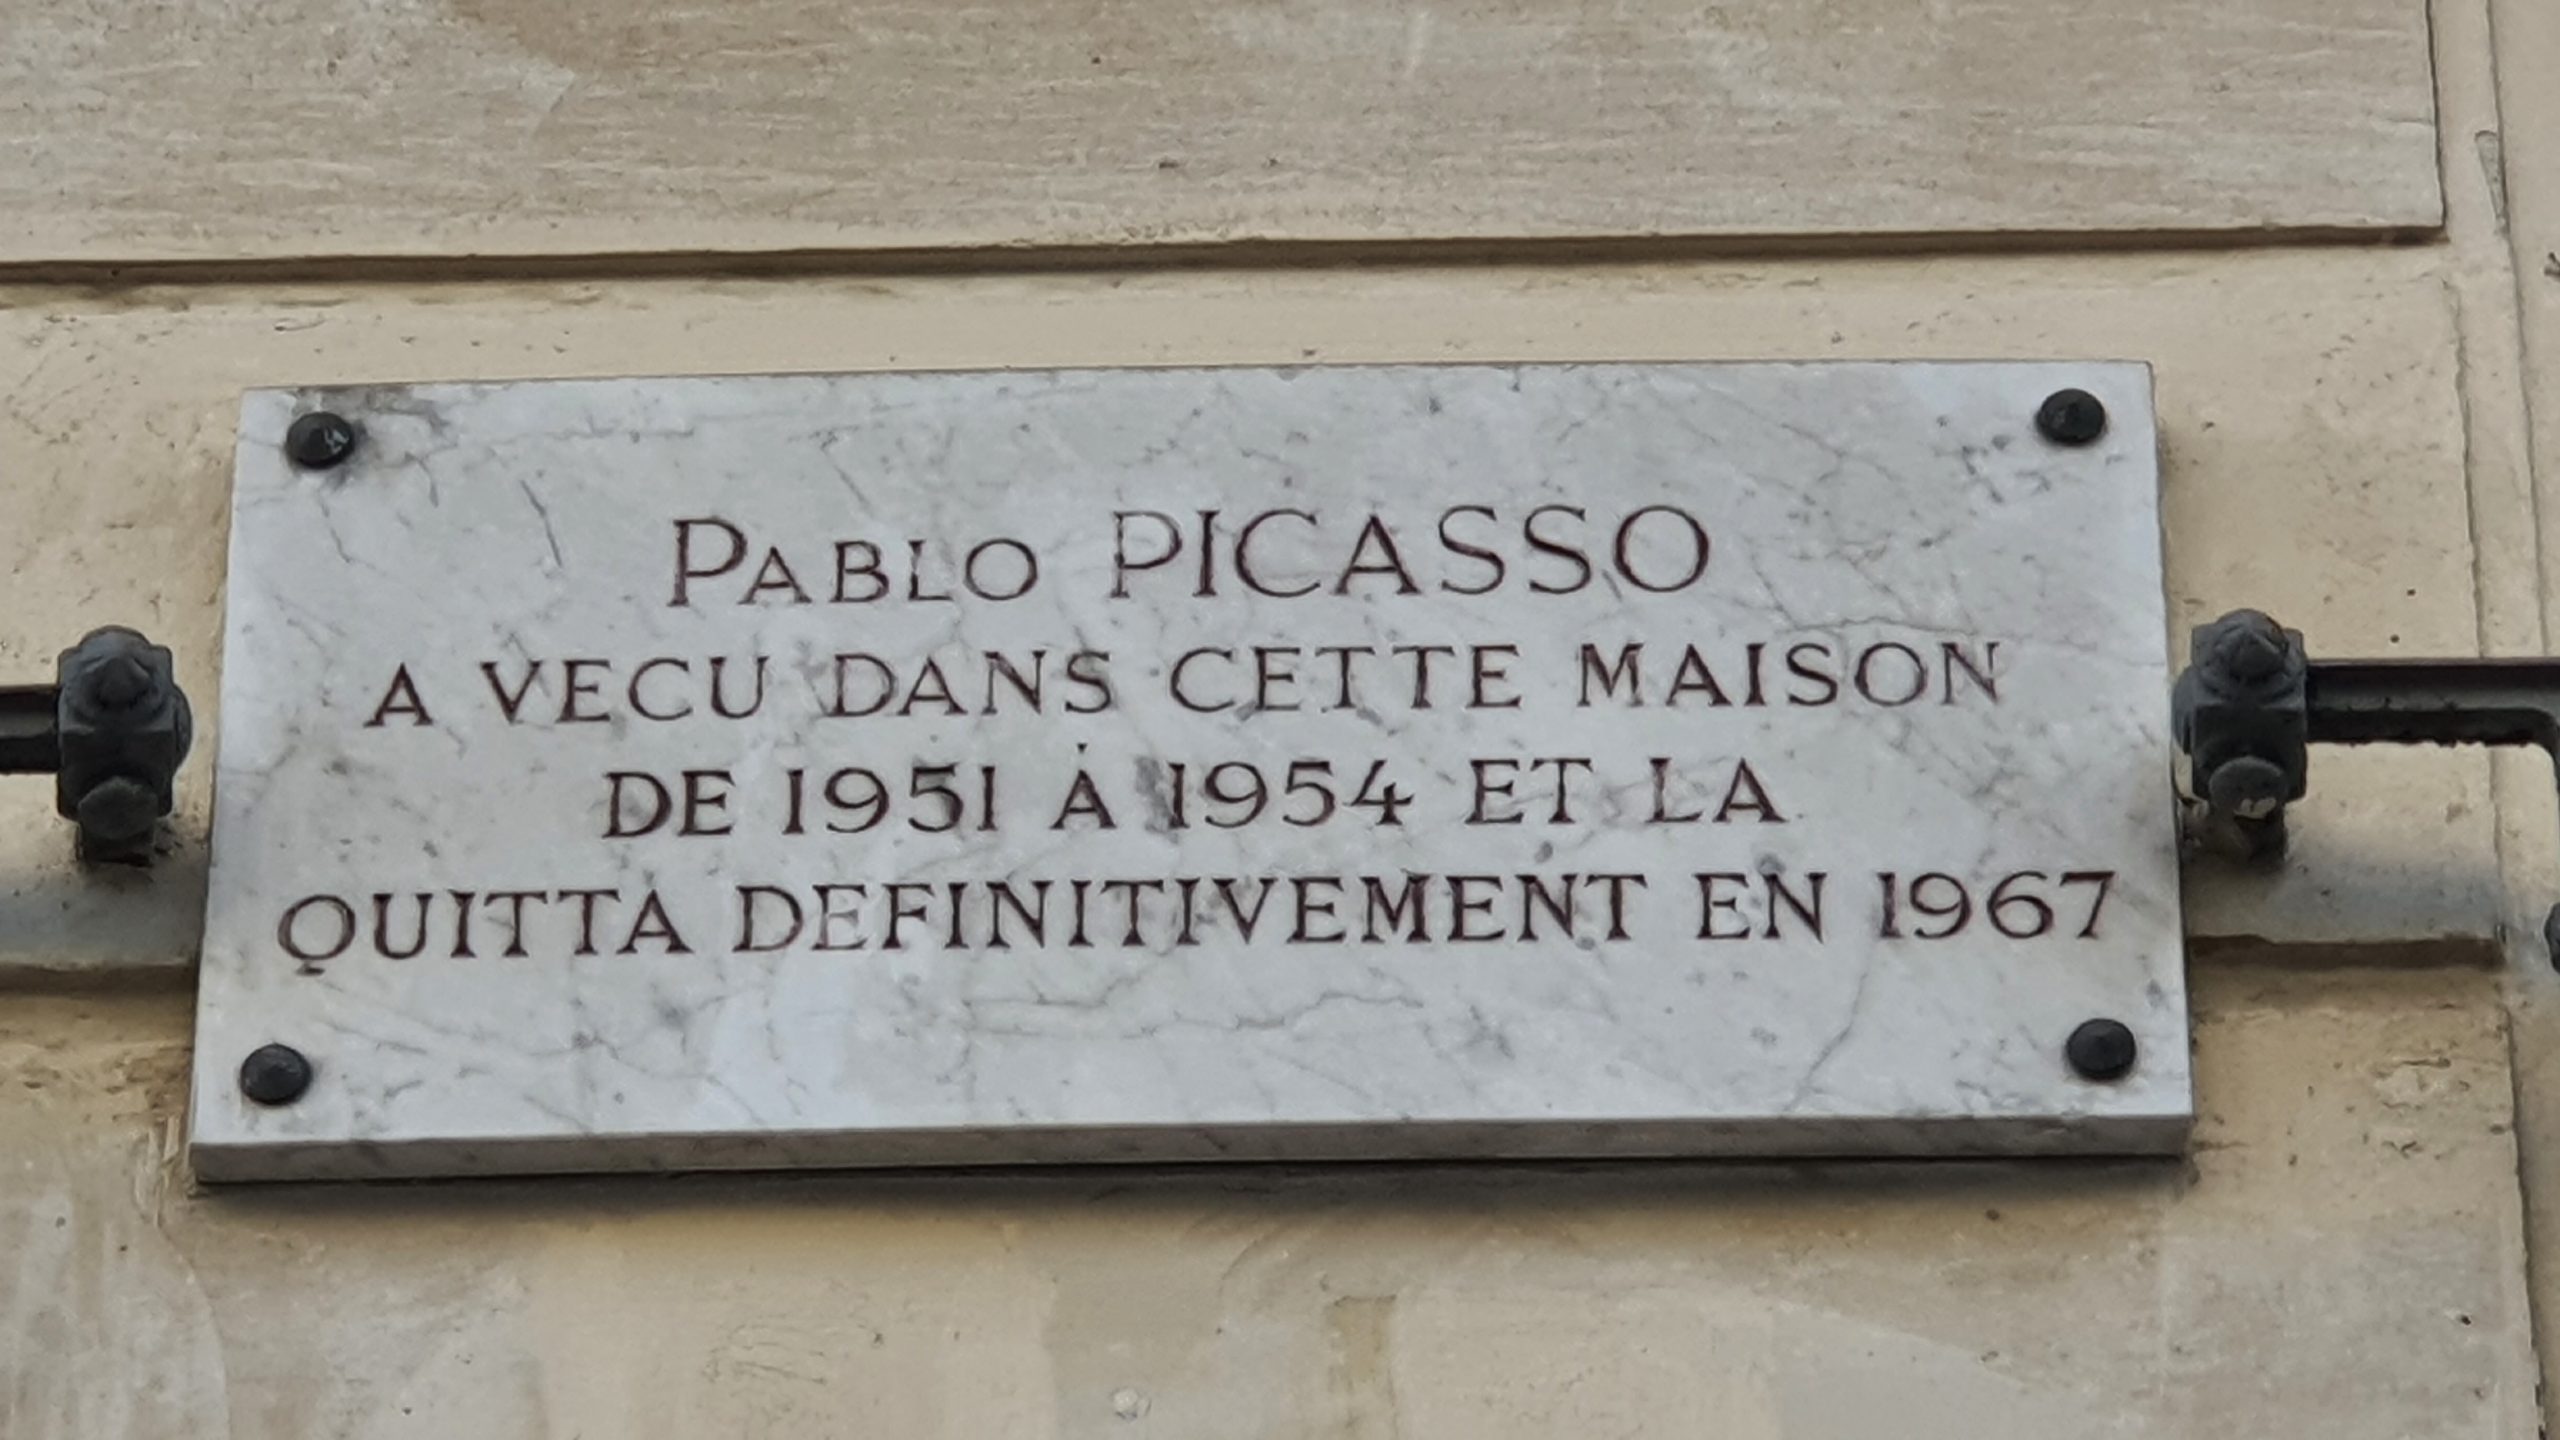 PABLO PICASSO
A VECU DANS CETTE MAISON
DE 1951 À 1954 ET LA
QUITTA DEFINITIVEMENT EN 1967